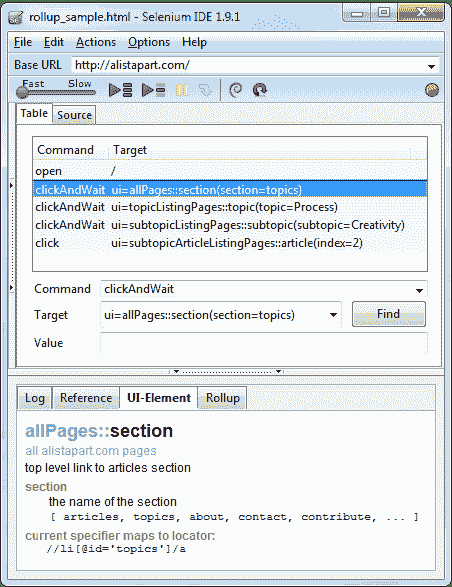 rollup_sample.html - Selenium IDE 1.9.1
File Edit Actions Options Help
Base URL http://alistapart.com/
Fast Slow
Table Source
Command Target
open /
clickAndWait ui=allPages::section(section=topics)
clickAndWait ui=topicListingPages::topic(topic=Process)
clickAndWait ui=subtopicListingPages::subtopic(subtopic=Creativity)
click ui=subtopicArticleListingPages::article(index=2)
Command clickAndWait
Target ui=allPages::section(section=topics) Find
Value
Log Reference UI-Element Rollup
allPages::section
all alistapart.com pages
top level link to articles section
section
the name of the section
[ articles, topics, about, contact, contribute, ... ]
current specifier maps to locator:
//li[@id='topics']/a